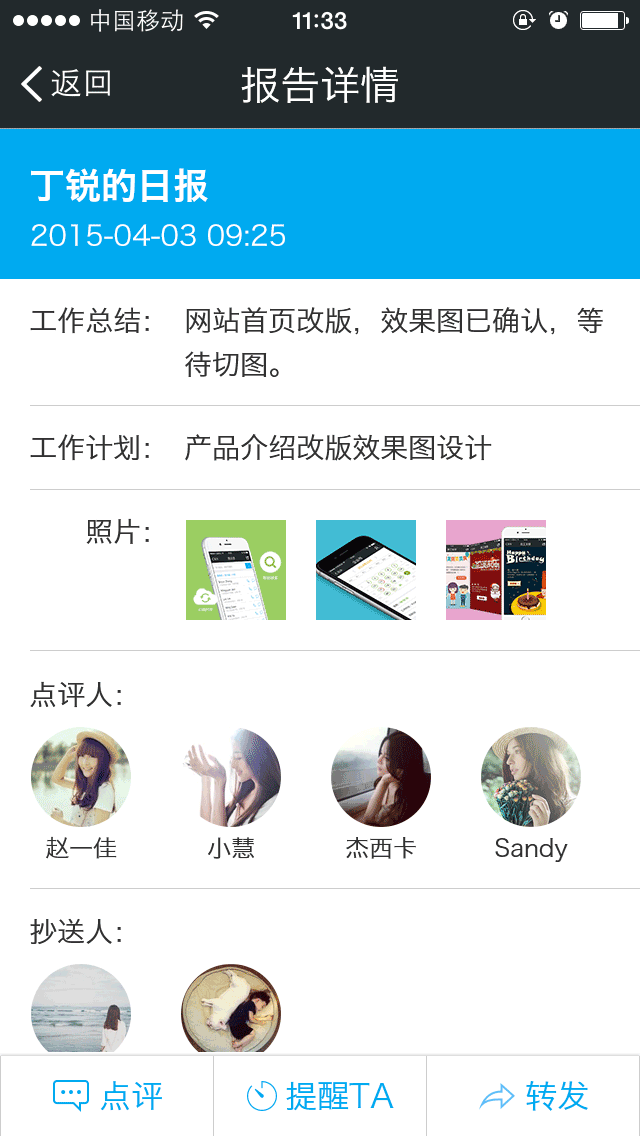 中国移动 11:33
返回 报告详情
丁锐的日报
2015-04-03 09:25
工作总结： 网站首页改版，效果图已确认，等
待切图。
工作计划： 产品介绍改版效果图设计
照片：
Happy
Birthday
点评人：
赵一佳 小慧 杰西卡 Sandy
抄送人：
点评 提醒TA 转发